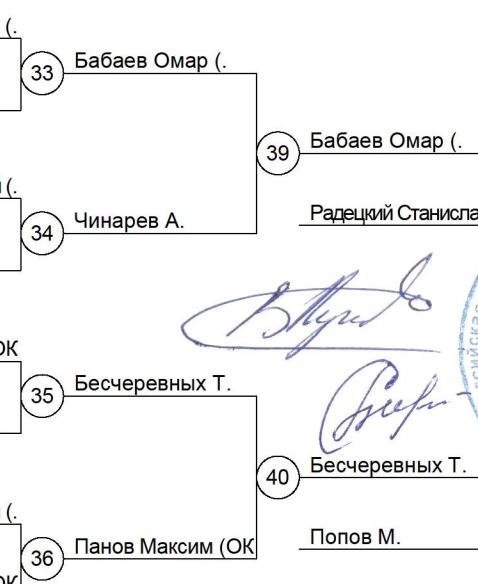 (.
33
Бабаев Омар (.
39
Бабаев Омар (.
(.
34
Чинарев А.
Радецкий Станисла
ОК
35
Бесчеревных Т.
40
Бесчеревных Т.
(.
36
Панов Максим (ОК
Попов М.
ОК